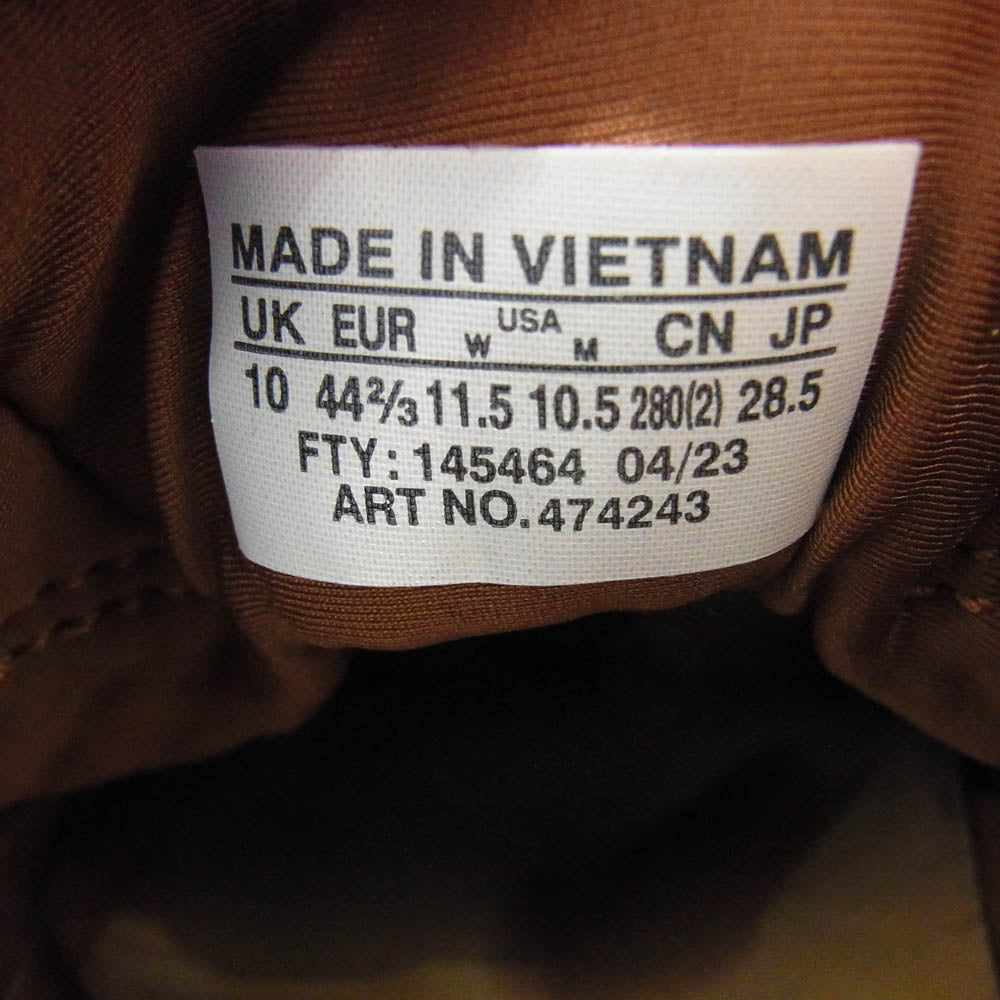 MADE IN VIETNAM
UK EUR W USA M CN JP
10 44⅔ 11.5 10.5 280(2) 28.5
FTY: 145464 04/23
ART NO. 474243